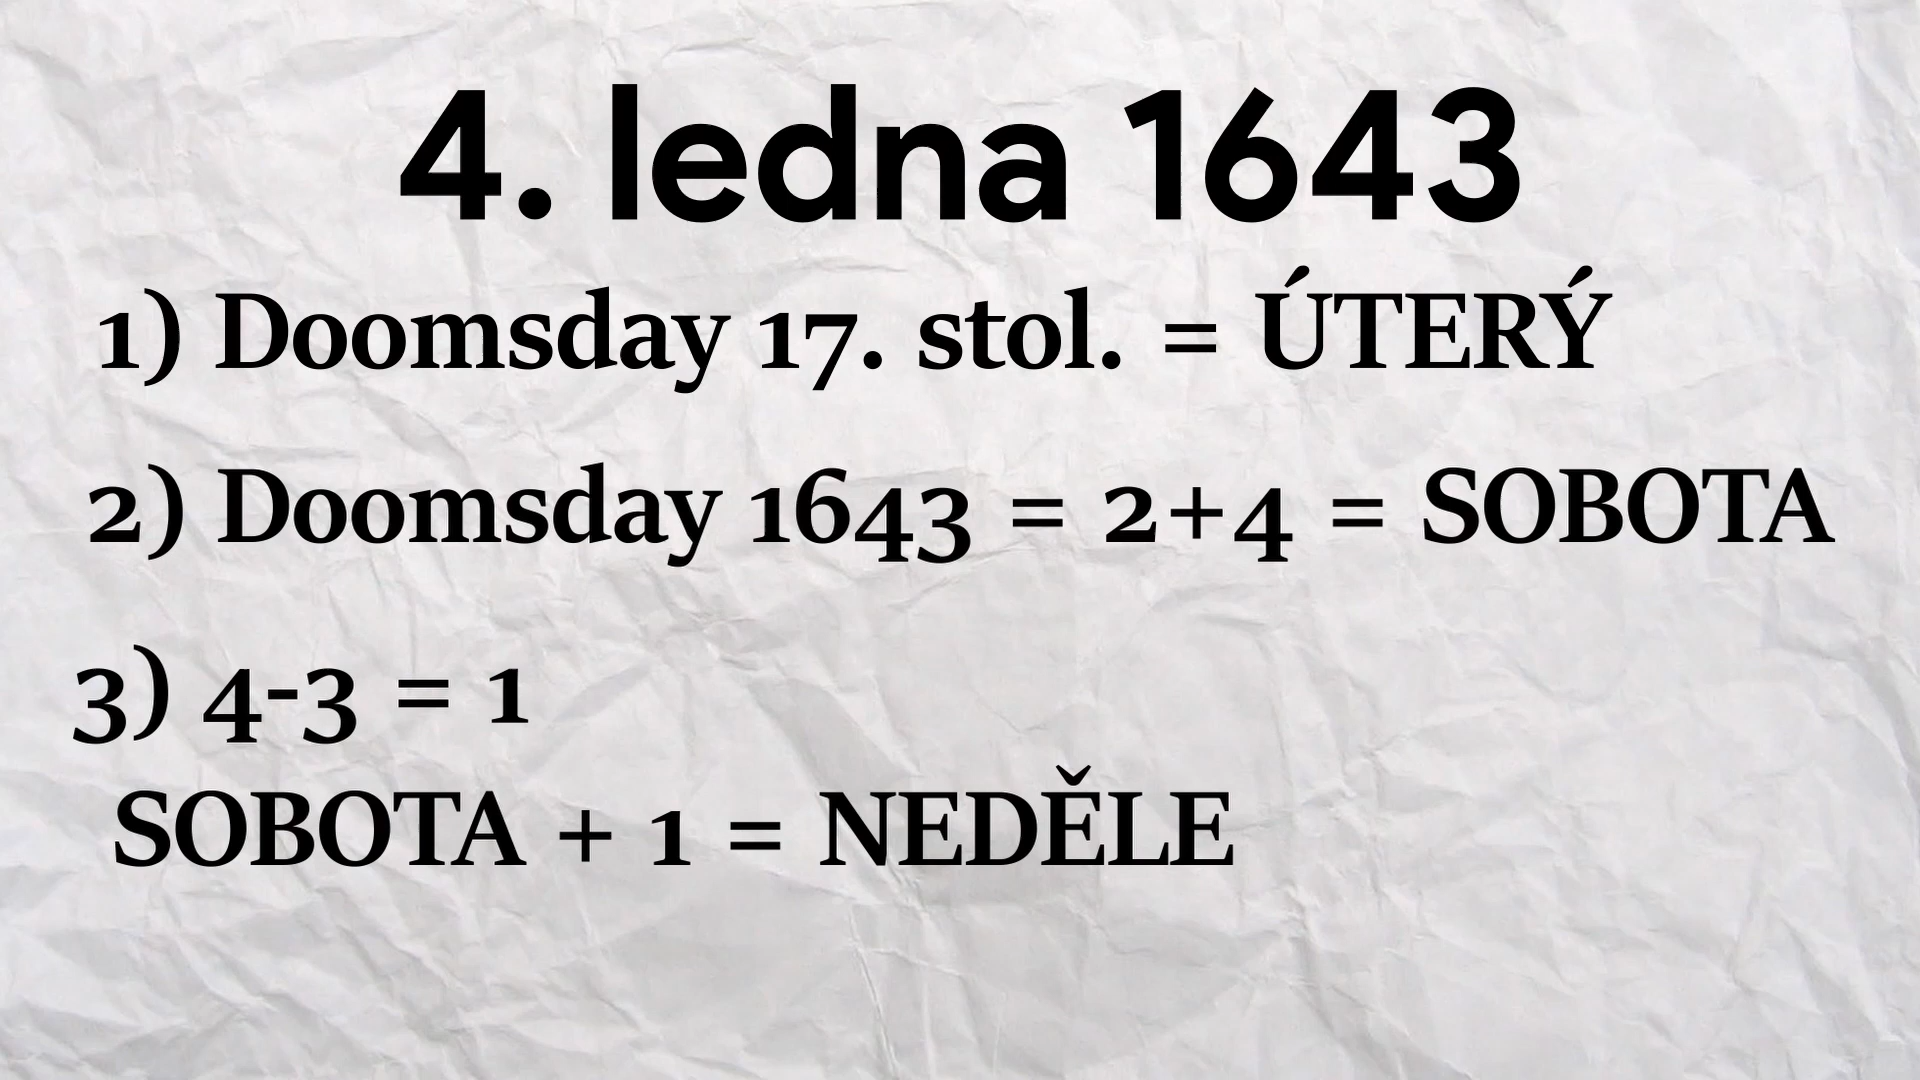 4. ledna 1643
1) Doomsday 17. stol. = ÚTERÝ
2) Doomsday 1643 = 2+4 = SOBOTA
3) 4-3 = 1
SOBOTA + 1 = NEDĚLE